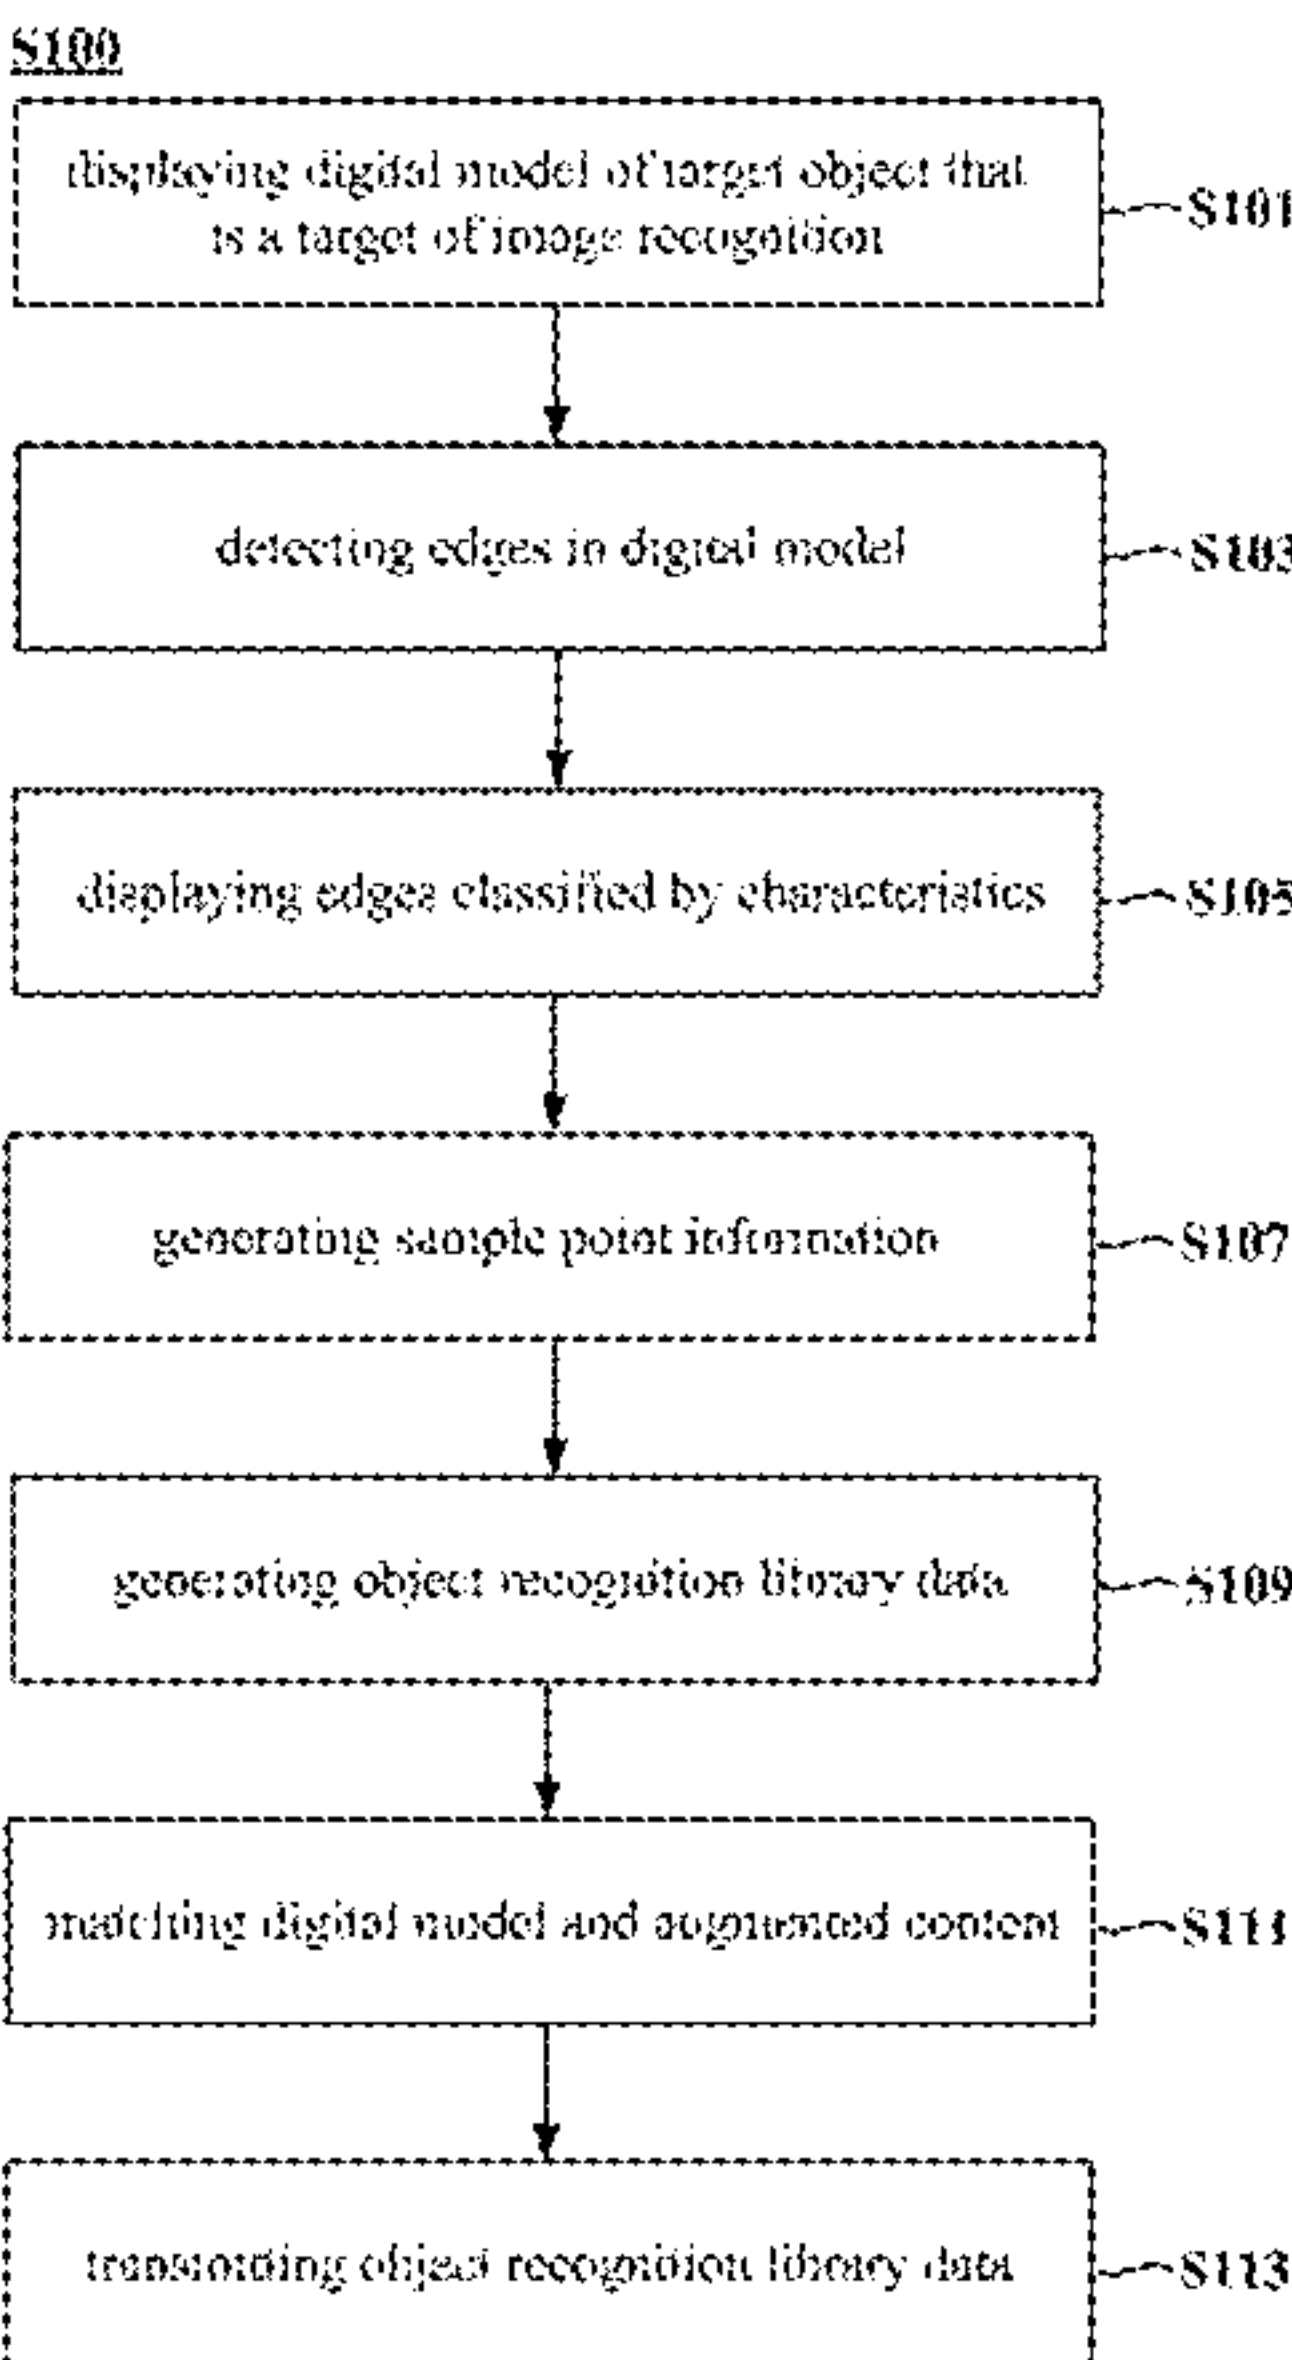 S100
displaying digital model of target object that
is a target of image recognition
S101
detecting edges in digital model
S103
displaying edges classified by characteristics
S105
generating sample point information
S107
generating object recognition library data
S109
matching digital model and augmented content
S111
transmitting object recognition library data
S113